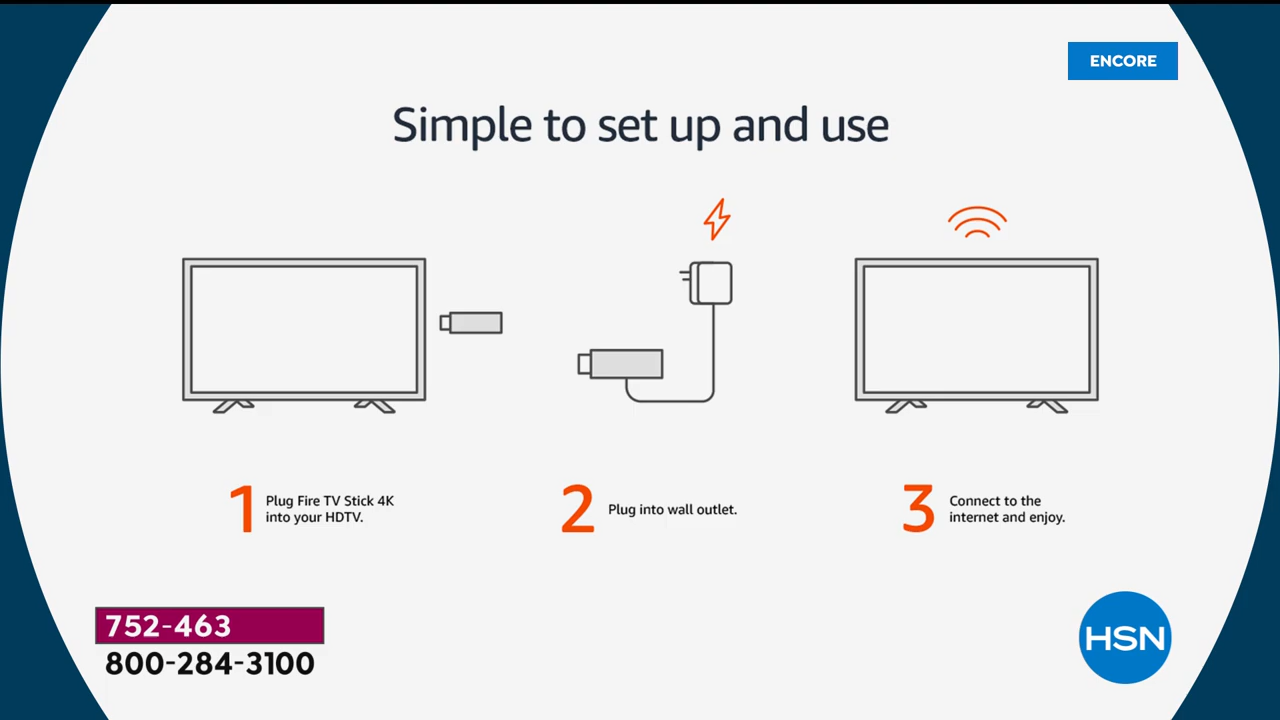 ENCORE
Simple to set up and use
1
Plug Fire TV Stick 4K
into your HDTV.
2
Plug into wall outlet.
3
Connect to the
internet and enjoy.
752-463
800-284-3100
HSN